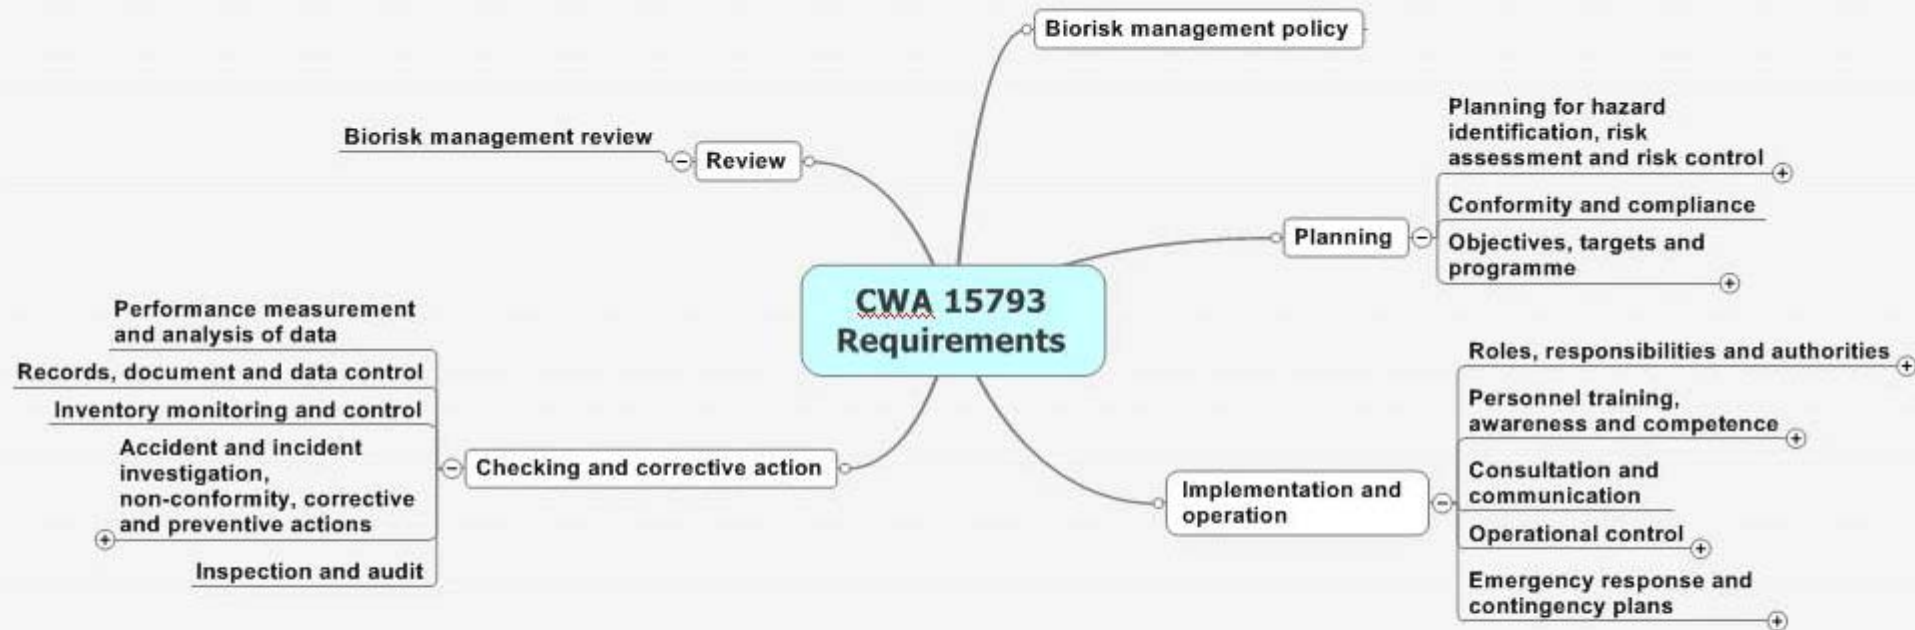 Biorisk management policy
Planning for hazard
identification, risk
assessment and risk control
Conformity and compliance
Planning
Objectives, targets and
programme
Biorisk management review
Review
CWA 15793
Requirements
Performance measurement
and analysis of data
Records, document and data control
Inventory monitoring and control
Accident and incident
investigation,
non-conformity, corrective
and preventive actions
Inspection and audit
Checking and corrective action
Implementation and
operation
Roles, responsibilities and authorities
Personnel training,
awareness and competence
Consultation and
communication
Operational control
Emergency response and
contingency plans